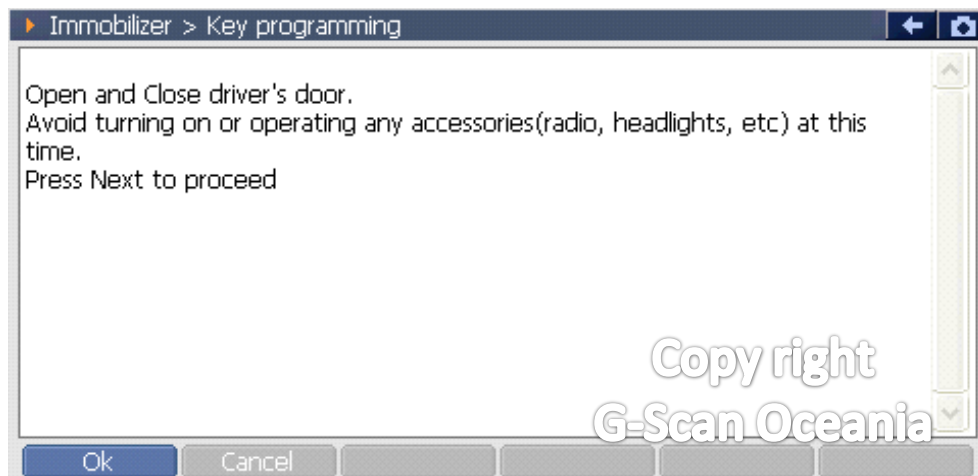 Immobilizer > Key programming
Open and Close driver's door.
Avoid turning on or operating any accessories(radio, headlights, etc) at this
time.
Press Next to proceed
Copy right
G-Scan Oceania
Ok
Cancel